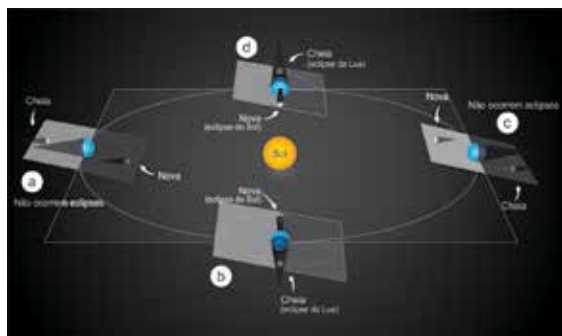 d
Cheia
(eclipse da Lua)
Nova
(eclipse do Sol)
Cheia
Nova
a
Não ocorrem eclipses
Sol
Nova
Não ocorrem eclipses
c
Cheia
Nova
(eclipse do Sol)
b
Cheia
(eclipse da Lua)